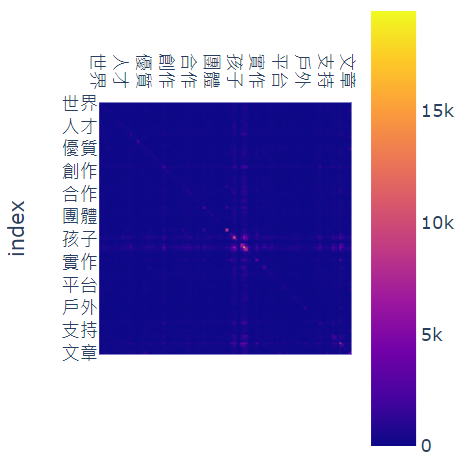 世界 人才 優質 創作 合作 團體 孩子 實作 平台 戶外 支持 文章
世界
人才
優質
創作
合作
團體
孩子
實作
平台
戶外
支持
文章
index
15k
10k
5k
0